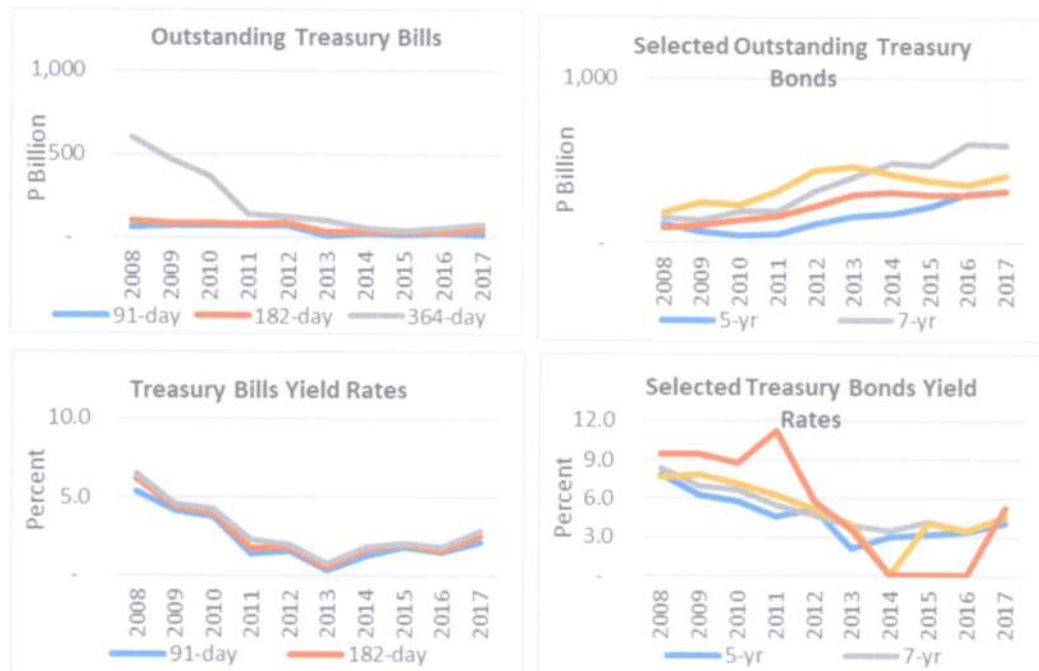 Outstanding Treasury Bills
1,000
500
-
P Billion
2008 2009 2010 2011 2012 2013 2014 2015 2016 2017
91-day 182-day 364-day
Selected Outstanding Treasury
Bonds
1,000
-
P Billion
2008 2009 2010 2011 2012 2013 2014 2015 2016 2017
5-yr 7-yr
Treasury Bills Yield Rates
10.0
5.0
-
Percent
2008 2009 2010 2011 2012 2013 2014 2015 2016 2017
91-day 182-day
Selected Treasury Bonds Yield
Rates
12.0
9.0
6.0
3.0
-
Percent
2008 2009 2010 2011 2012 2013 2014 2015 2016 2017
5-yr 7-yr